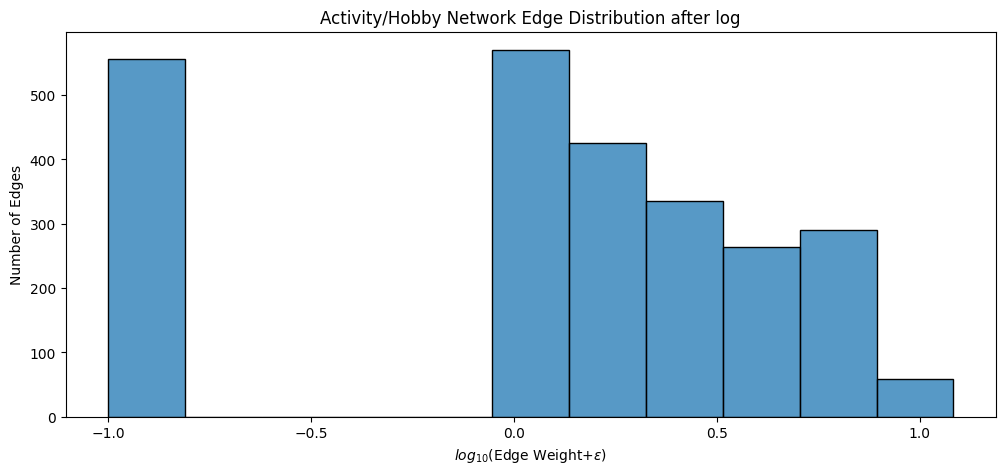 Activity/Hobby Network Edge Distribution after log
Number of Edges
500
400
300
200
100
0
−1.0 −0.5 0.0 0.5 1.0
log₁₀(Edge Weight+ε)